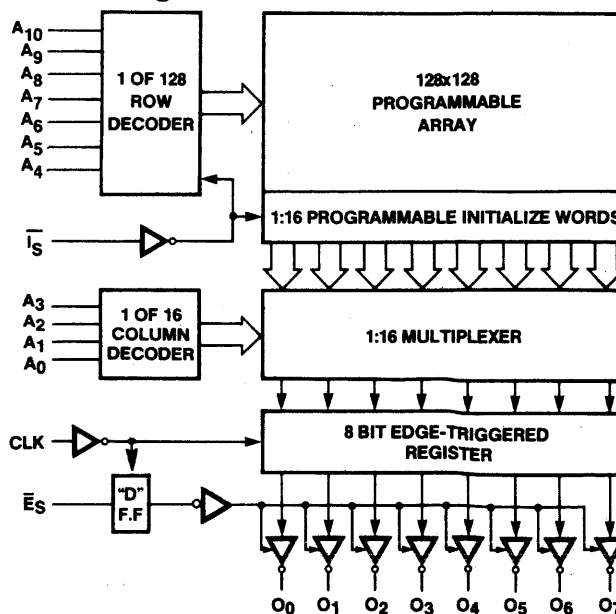 A10
A9
A8
A7
A6
A5
A4
1 OF 128
ROW
DECODER
128x128
PROGRAMMABLE
ARRAY
1:16 PROGRAMMABLE INITIALIZE WORDS
I̅S̅
A3
A2
A1
A0
1 OF 16
COLUMN
DECODER
1:16 MULTIPLEXER
CLK
8 BIT EDGE-TRIGGERED
REGISTER
E̅S
"D"
F.F
O0 O1 O2 O3 O4 O5 O6